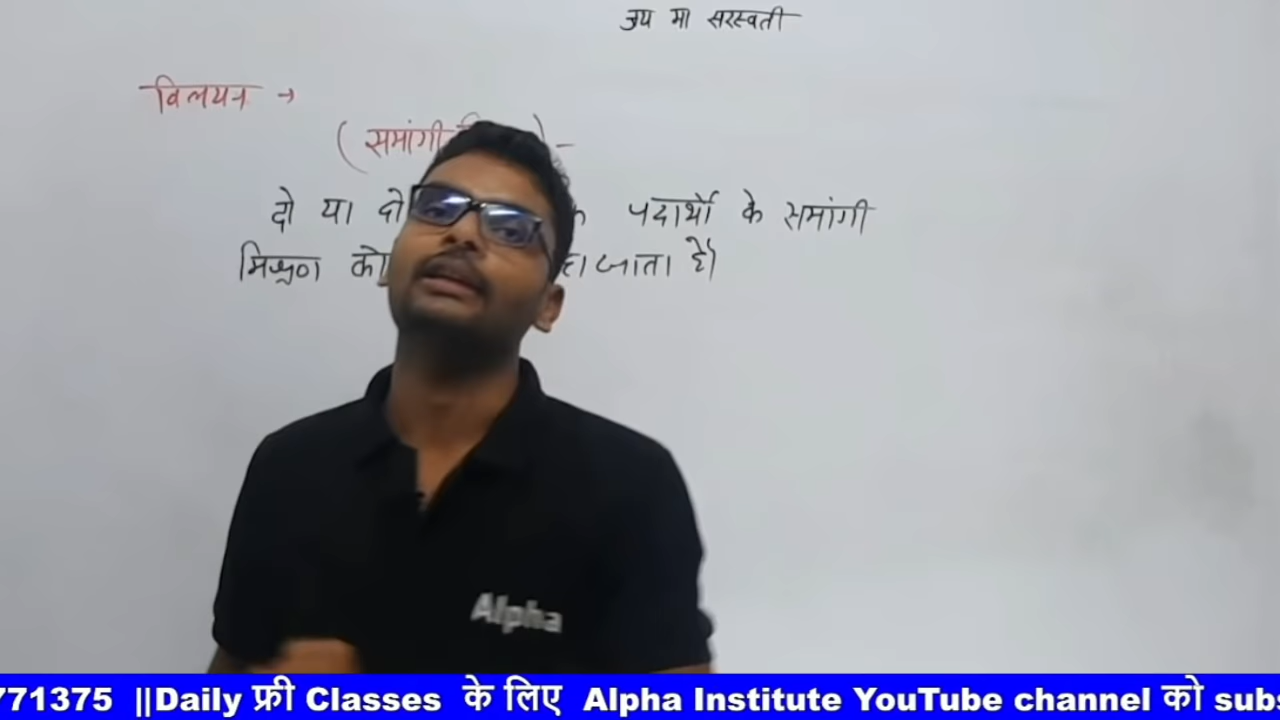 जय मा सरस्वती
विलयन →
(समांगी ) -
दो या दो पदार्थो के समांगी
मिश्रण को जाता है।
Alpha
771375 ||Daily फ्री Classes के लिए Alpha Institute YouTube channel को subs